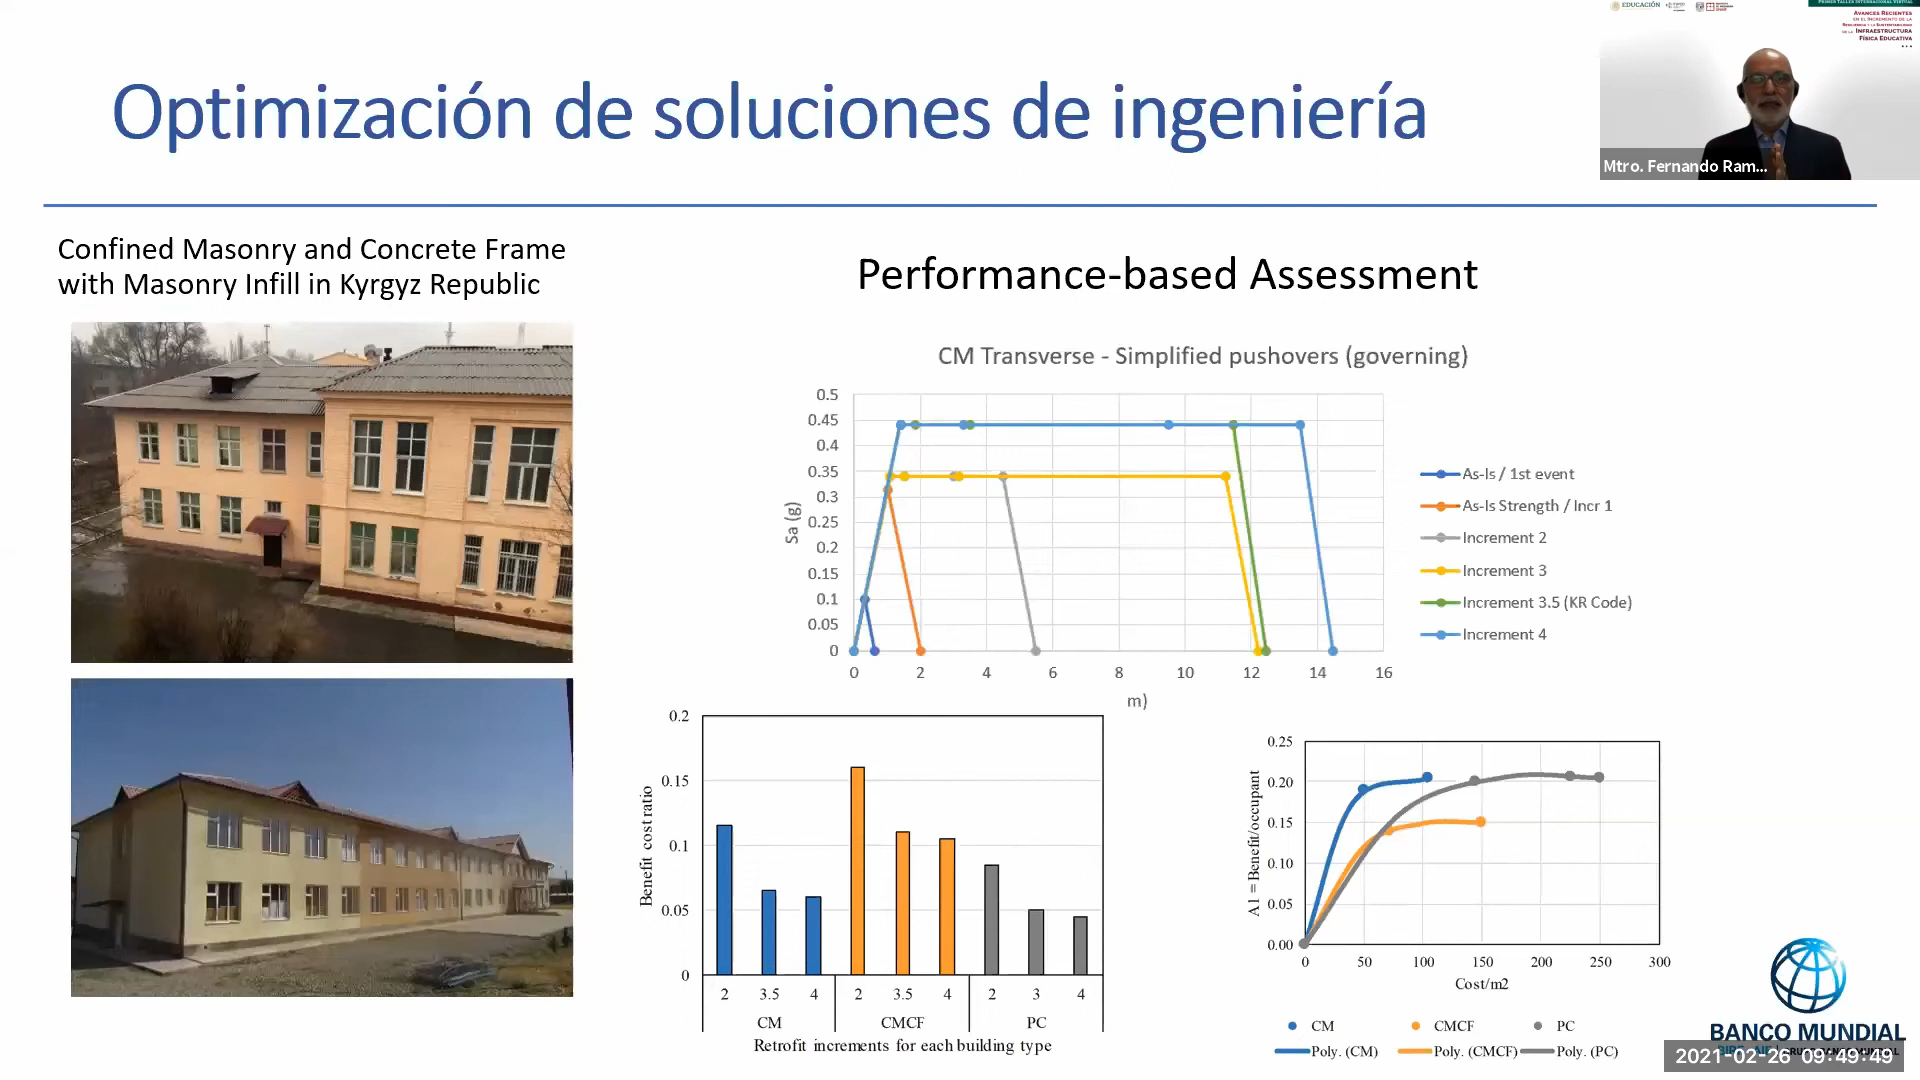 EDUCACIÓN
PRIMER TALLER INTERNACIONAL VIRTUAL
AVANCES RECIENTES
EN EL INCREMENTO DE LA
RESILIENCIA Y LA SUSTENTABILIDAD
DE LA INFRAESTRUCTURA
FÍSICA EDUCATIVA
Optimización de soluciones de ingeniería
Mtro. Fernando Ram...
Confined Masonry and Concrete Frame
with Masonry Infill in Kyrgyz Republic
Performance-based Assessment
CM Transverse - Simplified pushovers (governing)
Sa (g)
0.5
0.45
0.4
0.35
0.3
0.25
0.2
0.15
0.1
0.05
0
0 2 4 6 8 10 12 14 16
m)
As-Is / 1st event
As-Is Strength / Incr 1
Increment 2
Increment 3
Increment 3.5 (KR Code)
Increment 4
Benefit cost ratio
0.2
0.15
0.1
0.05
0
2 3.5 4 2 3.5 4 2 3 4
CM CMCF PC
Retrofit increments for each building type
A1 = Benefit/occupant
0.25
0.20
0.15
0.10
0.05
0.00
0 50 100 150 200 250 300
Cost/m2
CM CMCF PC
Poly. (CM) Poly. (CMCF) Poly. (PC)
BANCO MUNDIAL
2021-02-26 09:49:49